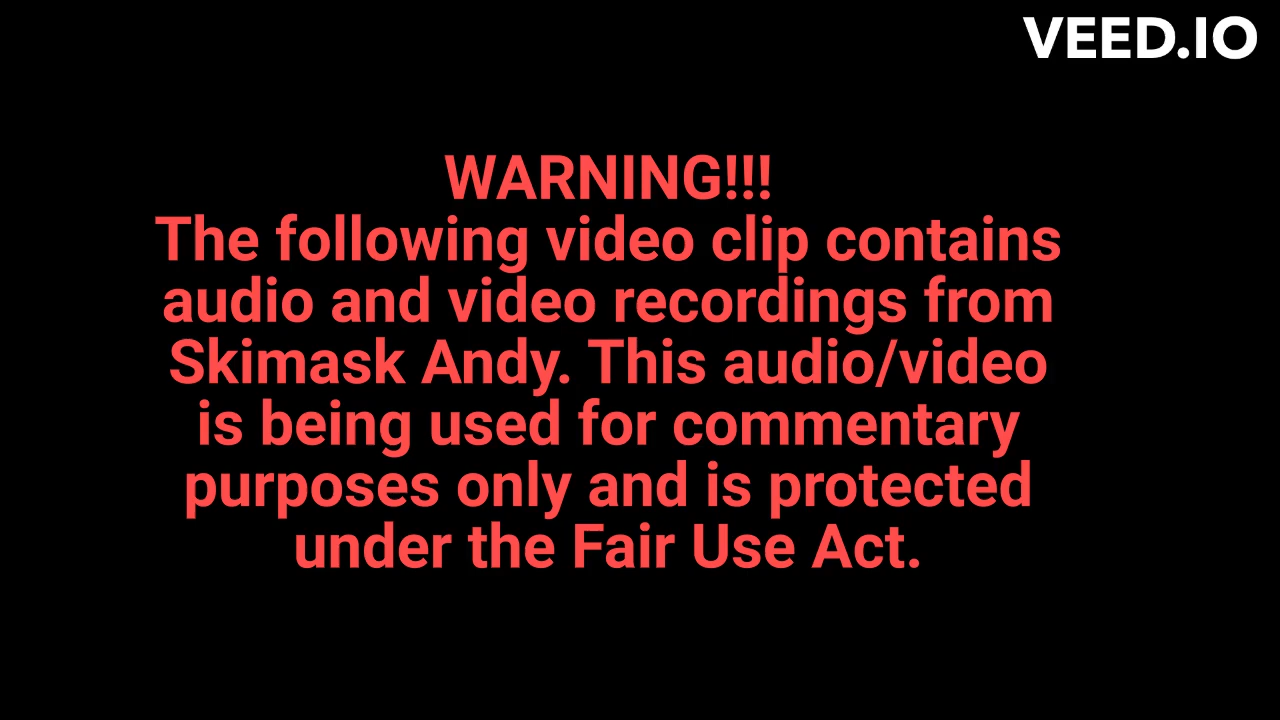 VEED.IO
WARNING!!!
The following video clip contains
audio and video recordings from
Skimask Andy. This audio/video
is being used for commentary
purposes only and is protected
under the Fair Use Act.